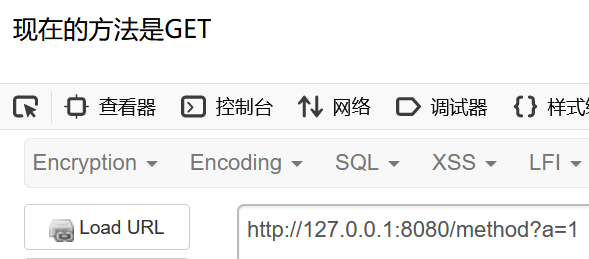 现在的方法是GET
查看器 控制台 网络 调试器 {} 样式
Encryption Encoding SQL XSS LFI
Load URL http://127.0.0.1:8080/method?a=1